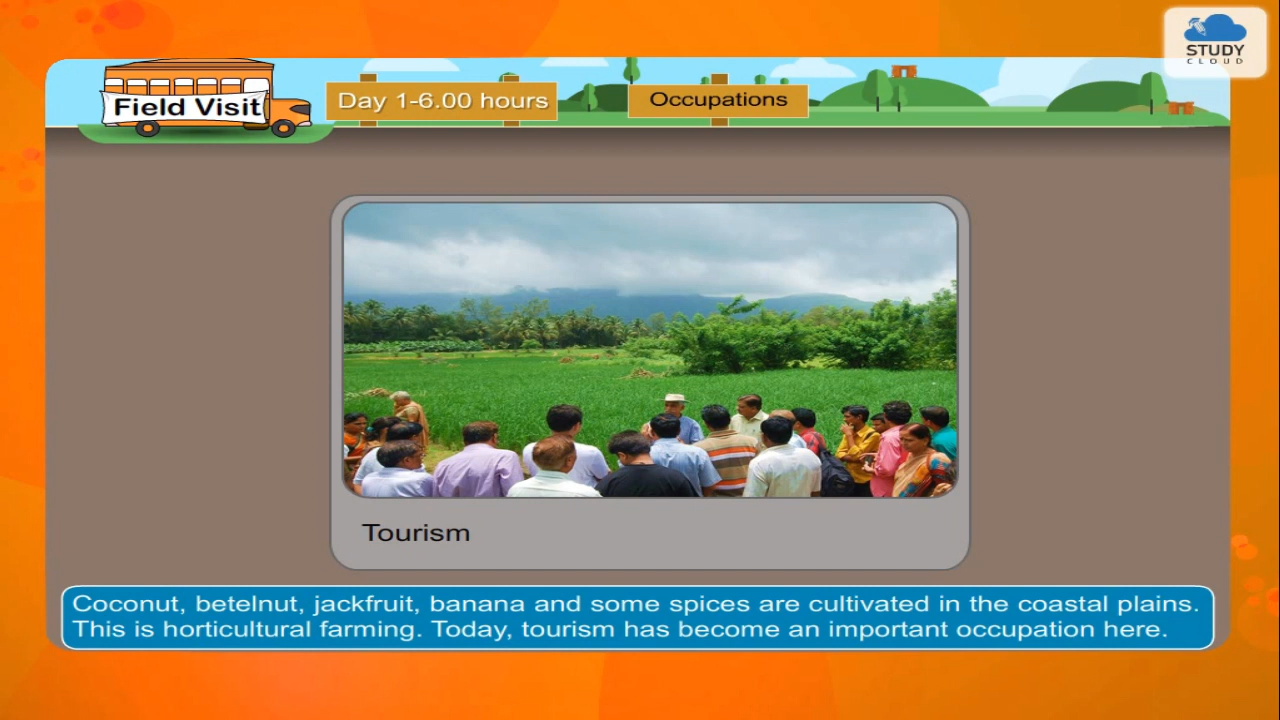 STUDY
CLOUD
Field Visit
Day 1-6.00 hours
Occupations
Tourism
Coconut, betelnut, jackfruit, banana and some spices are cultivated in the coastal plains.
This is horticultural farming. Today, tourism has become an important occupation here.